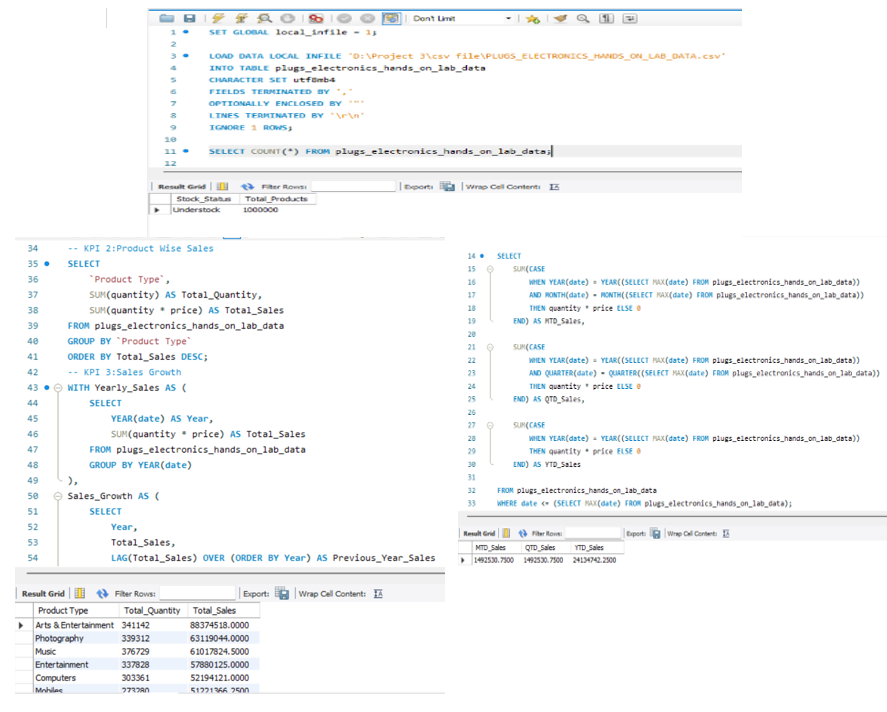 Don't Limit
1 SET GLOBAL local_infile = 1;
2
3 LOAD DATA LOCAL INFILE 'D:\Project 3\csv file\PLUGS_ELECTRONICS_HANDS_ON_LAB_DATA.csv'
4 INTO TABLE plugs_electronics_hands_on_lab_data
5 CHARACTER SET utf8mb4
6 FIELDS TERMINATED BY ','
7 OPTIONALLY ENCLOSED BY '"'
8 LINES TERMINATED BY '\r\n'
9 IGNORE 1 ROWS;
10
11 SELECT COUNT(*) FROM plugs_electronics_hands_on_lab_data;
12
Result Grid Filter Rows: Export: Wrap Cell Content:
Stock_Status Total_Products
Understock 1000000
34 -- KPI 2:Product Wise Sales
35 SELECT
36 `Product Type`,
37 SUM(quantity) AS Total_Quantity,
38 SUM(quantity * price) AS Total_Sales
39 FROM plugs_electronics_hands_on_lab_data
40 GROUP BY `Product Type`
41 ORDER BY Total_Sales DESC;
42 -- KPI 3:Sales Growth
43 WITH Yearly_Sales AS (
44 SELECT
45 YEAR(date) AS Year,
46 SUM(quantity * price) AS Total_Sales
47 FROM plugs_electronics_hands_on_lab_data
48 GROUP BY YEAR(date)
49 ),
50 Sales_Growth AS (
51 SELECT
52 Year,
53 Total_Sales,
54 LAG(Total_Sales) OVER (ORDER BY Year) AS Previous_Year_Sales
Result Grid Filter Rows: Export: Wrap Cell Content:
Product Type Total_Quantity Total_Sales
Arts & Entertainment 341142 88374518.0000
Photography 339312 63119044.0000
Music 376729 61017824.5000
Entertainment 337828 57880125.0000
Computers 303361 52194121.0000
Mobiles 273280 51221366.2500
14 SELECT
15 SUM(CASE
16 WHEN YEAR(date) = YEAR((SELECT MAX(date) FROM plugs_electronics_hands_on_lab_data))
17 AND MONTH(date) = MONTH((SELECT MAX(date) FROM plugs_electronics_hands_on_lab_data))
18 THEN quantity * price ELSE 0
19 END) AS MTD_Sales,
20
21 SUM(CASE
22 WHEN YEAR(date) = YEAR((SELECT MAX(date) FROM plugs_electronics_hands_on_lab_data))
23 AND QUARTER(date) = QUARTER((SELECT MAX(date) FROM plugs_electronics_hands_on_lab_data))
24 THEN quantity * price ELSE 0
25 END) AS QTD_Sales,
26
27 SUM(CASE
28 WHEN YEAR(date) = YEAR((SELECT MAX(date) FROM plugs_electronics_hands_on_lab_data))
29 THEN quantity * price ELSE 0
30 END) AS YTD_Sales
31
32 FROM plugs_electronics_hands_on_lab_data
33 WHERE date <= (SELECT MAX(date) FROM plugs_electronics_hands_on_lab_data);
Result Grid Filter Rows: Export: Wrap Cell Content:
MTD_Sales QTD_Sales YTD_Sales
1492530.7500 1492530.7500 24134742.2500